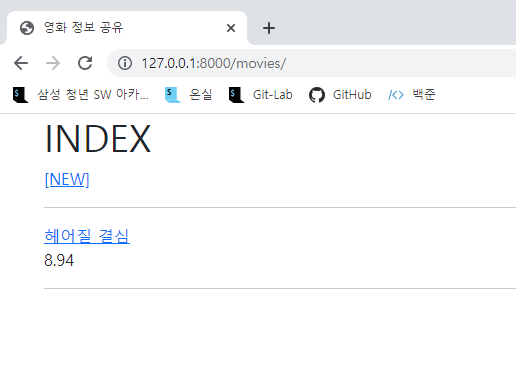 영화 정보 공유
127.0.0.1:8000/movies/
삼성 청년 SW 아카... 온실 Git-Lab GitHub </> 백준
INDEX
[NEW]
헤어질 결심
8.94